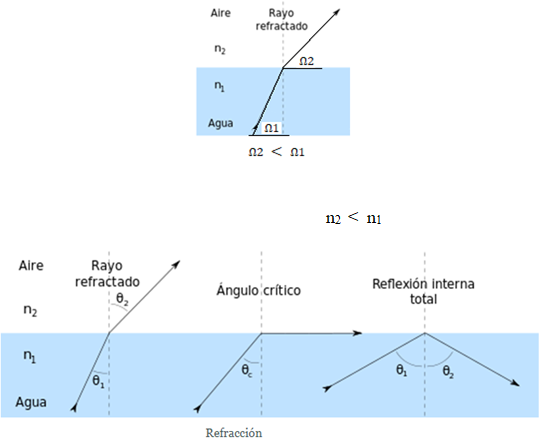 Aire
Rayo
refractado
n₂
Ω2
n₁
Agua
Ω1
Ω2 < Ω1
n₂ < n₁
Aire
Rayo
refractado
θ₂
n₂
n₁
θ₁
Agua
Ángulo crítico
θc
Reflexión interna
total
θ₁
θ₂
Refracción